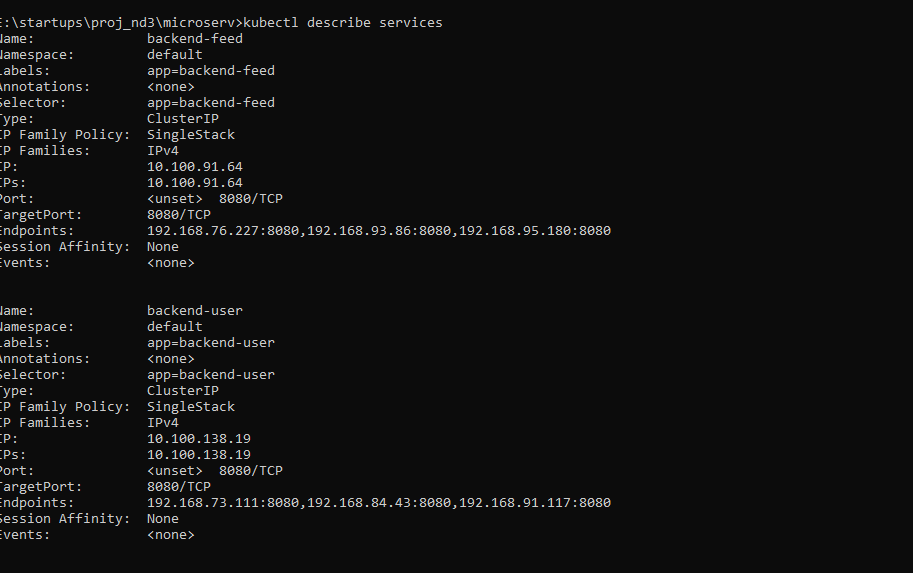 E:\startups\proj_nd3\microserv>kubectl describe services
Name: backend-feed
Namespace: default
Labels: app=backend-feed
Annotations: <none>
Selector: app=backend-feed
Type: ClusterIP
IP Family Policy: SingleStack
IP Families: IPv4
IP: 10.100.91.64
IPs: 10.100.91.64
Port: <unset> 8080/TCP
TargetPort: 8080/TCP
Endpoints: 192.168.76.227:8080,192.168.93.86:8080,192.168.95.180:8080
Session Affinity: None
Events: <none>
Name: backend-user
Namespace: default
Labels: app=backend-user
Annotations: <none>
Selector: app=backend-user
Type: ClusterIP
IP Family Policy: SingleStack
IP Families: IPv4
IP: 10.100.138.19
IPs: 10.100.138.19
Port: <unset> 8080/TCP
TargetPort: 8080/TCP
Endpoints: 192.168.73.111:8080,192.168.84.43:8080,192.168.91.117:8080
Session Affinity: None
Events: <none>